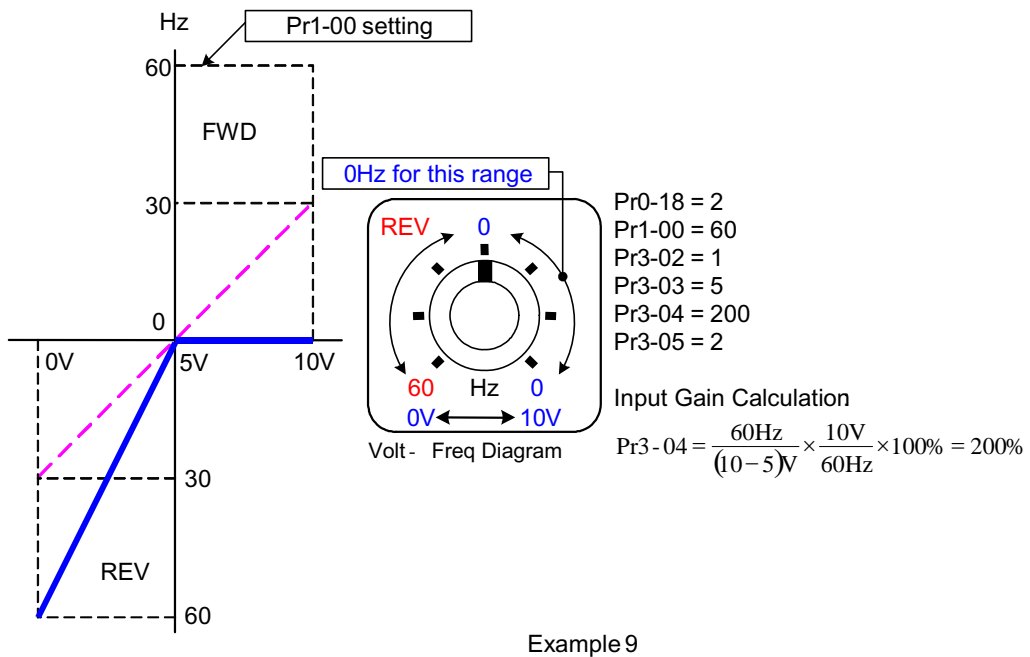 Hz
Pr1-00 setting
60
FWD
30
0
0V
5V
10V
30
REV
60
0Hz for this range
REV
0
60
Hz
0
0V
10V
Volt - Freq Diagram
Pr0-18 = 2
Pr1-00 = 60
Pr3-02 = 1
Pr3-03 = 5
Pr3-04 = 200
Pr3-05 = 2
Input Gain Calculation
Pr3-04 = 60Hz/(10−5)V × 10V/60Hz ×100% = 200%
Example 9